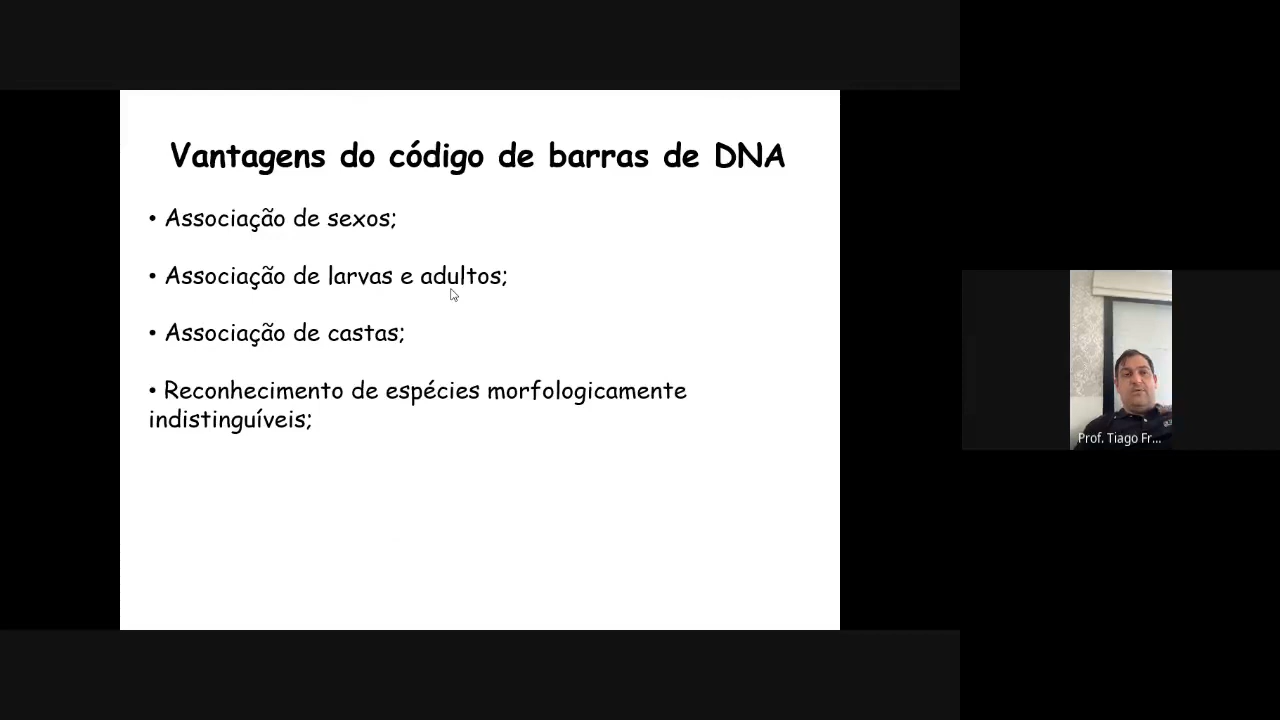 Vantagens do código de barras de DNA
• Associação de sexos;
• Associação de larvas e adultos;
• Associação de castas;
• Reconhecimento de espécies morfologicamente
indistinguíveis;
Prof. Tiago Fr...